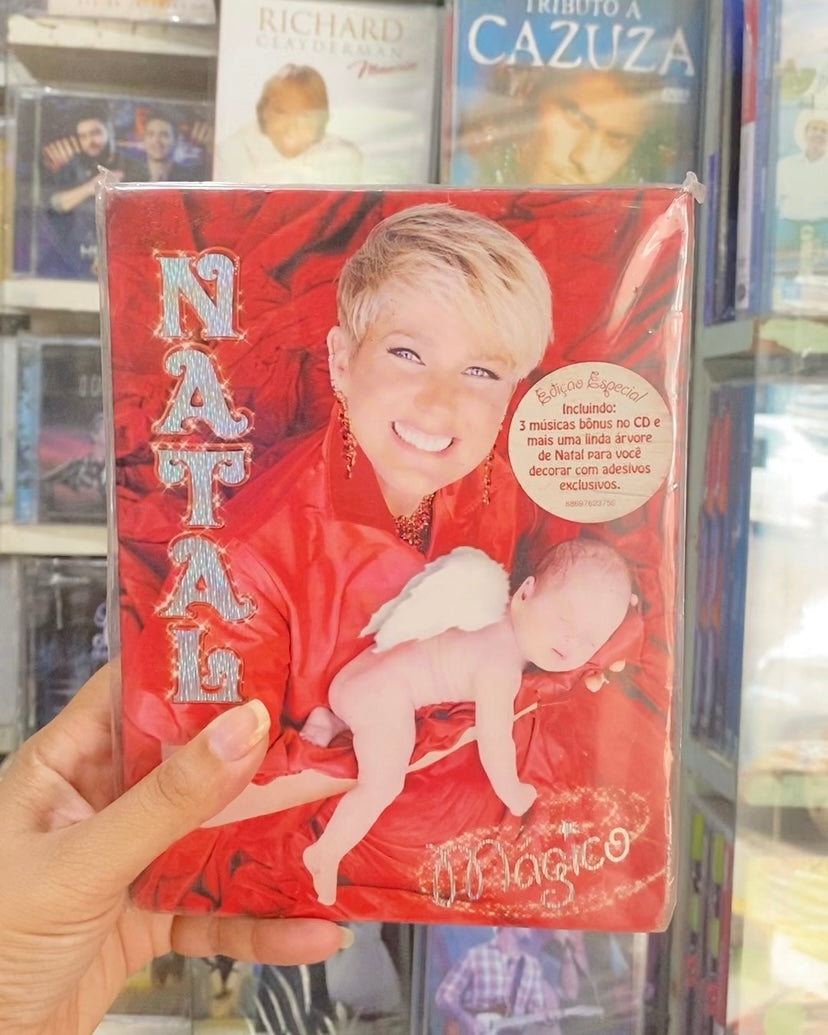 RICHARD
CLAYDERMAN
TRIBUTO A
CAZUZA
NATAL
Edição Especial
Incluindo:
3 músicas bônus no CD e
mais uma linda árvore
de Natal para você
decorar com adesivos
exclusivos.
88697623756
Mágico